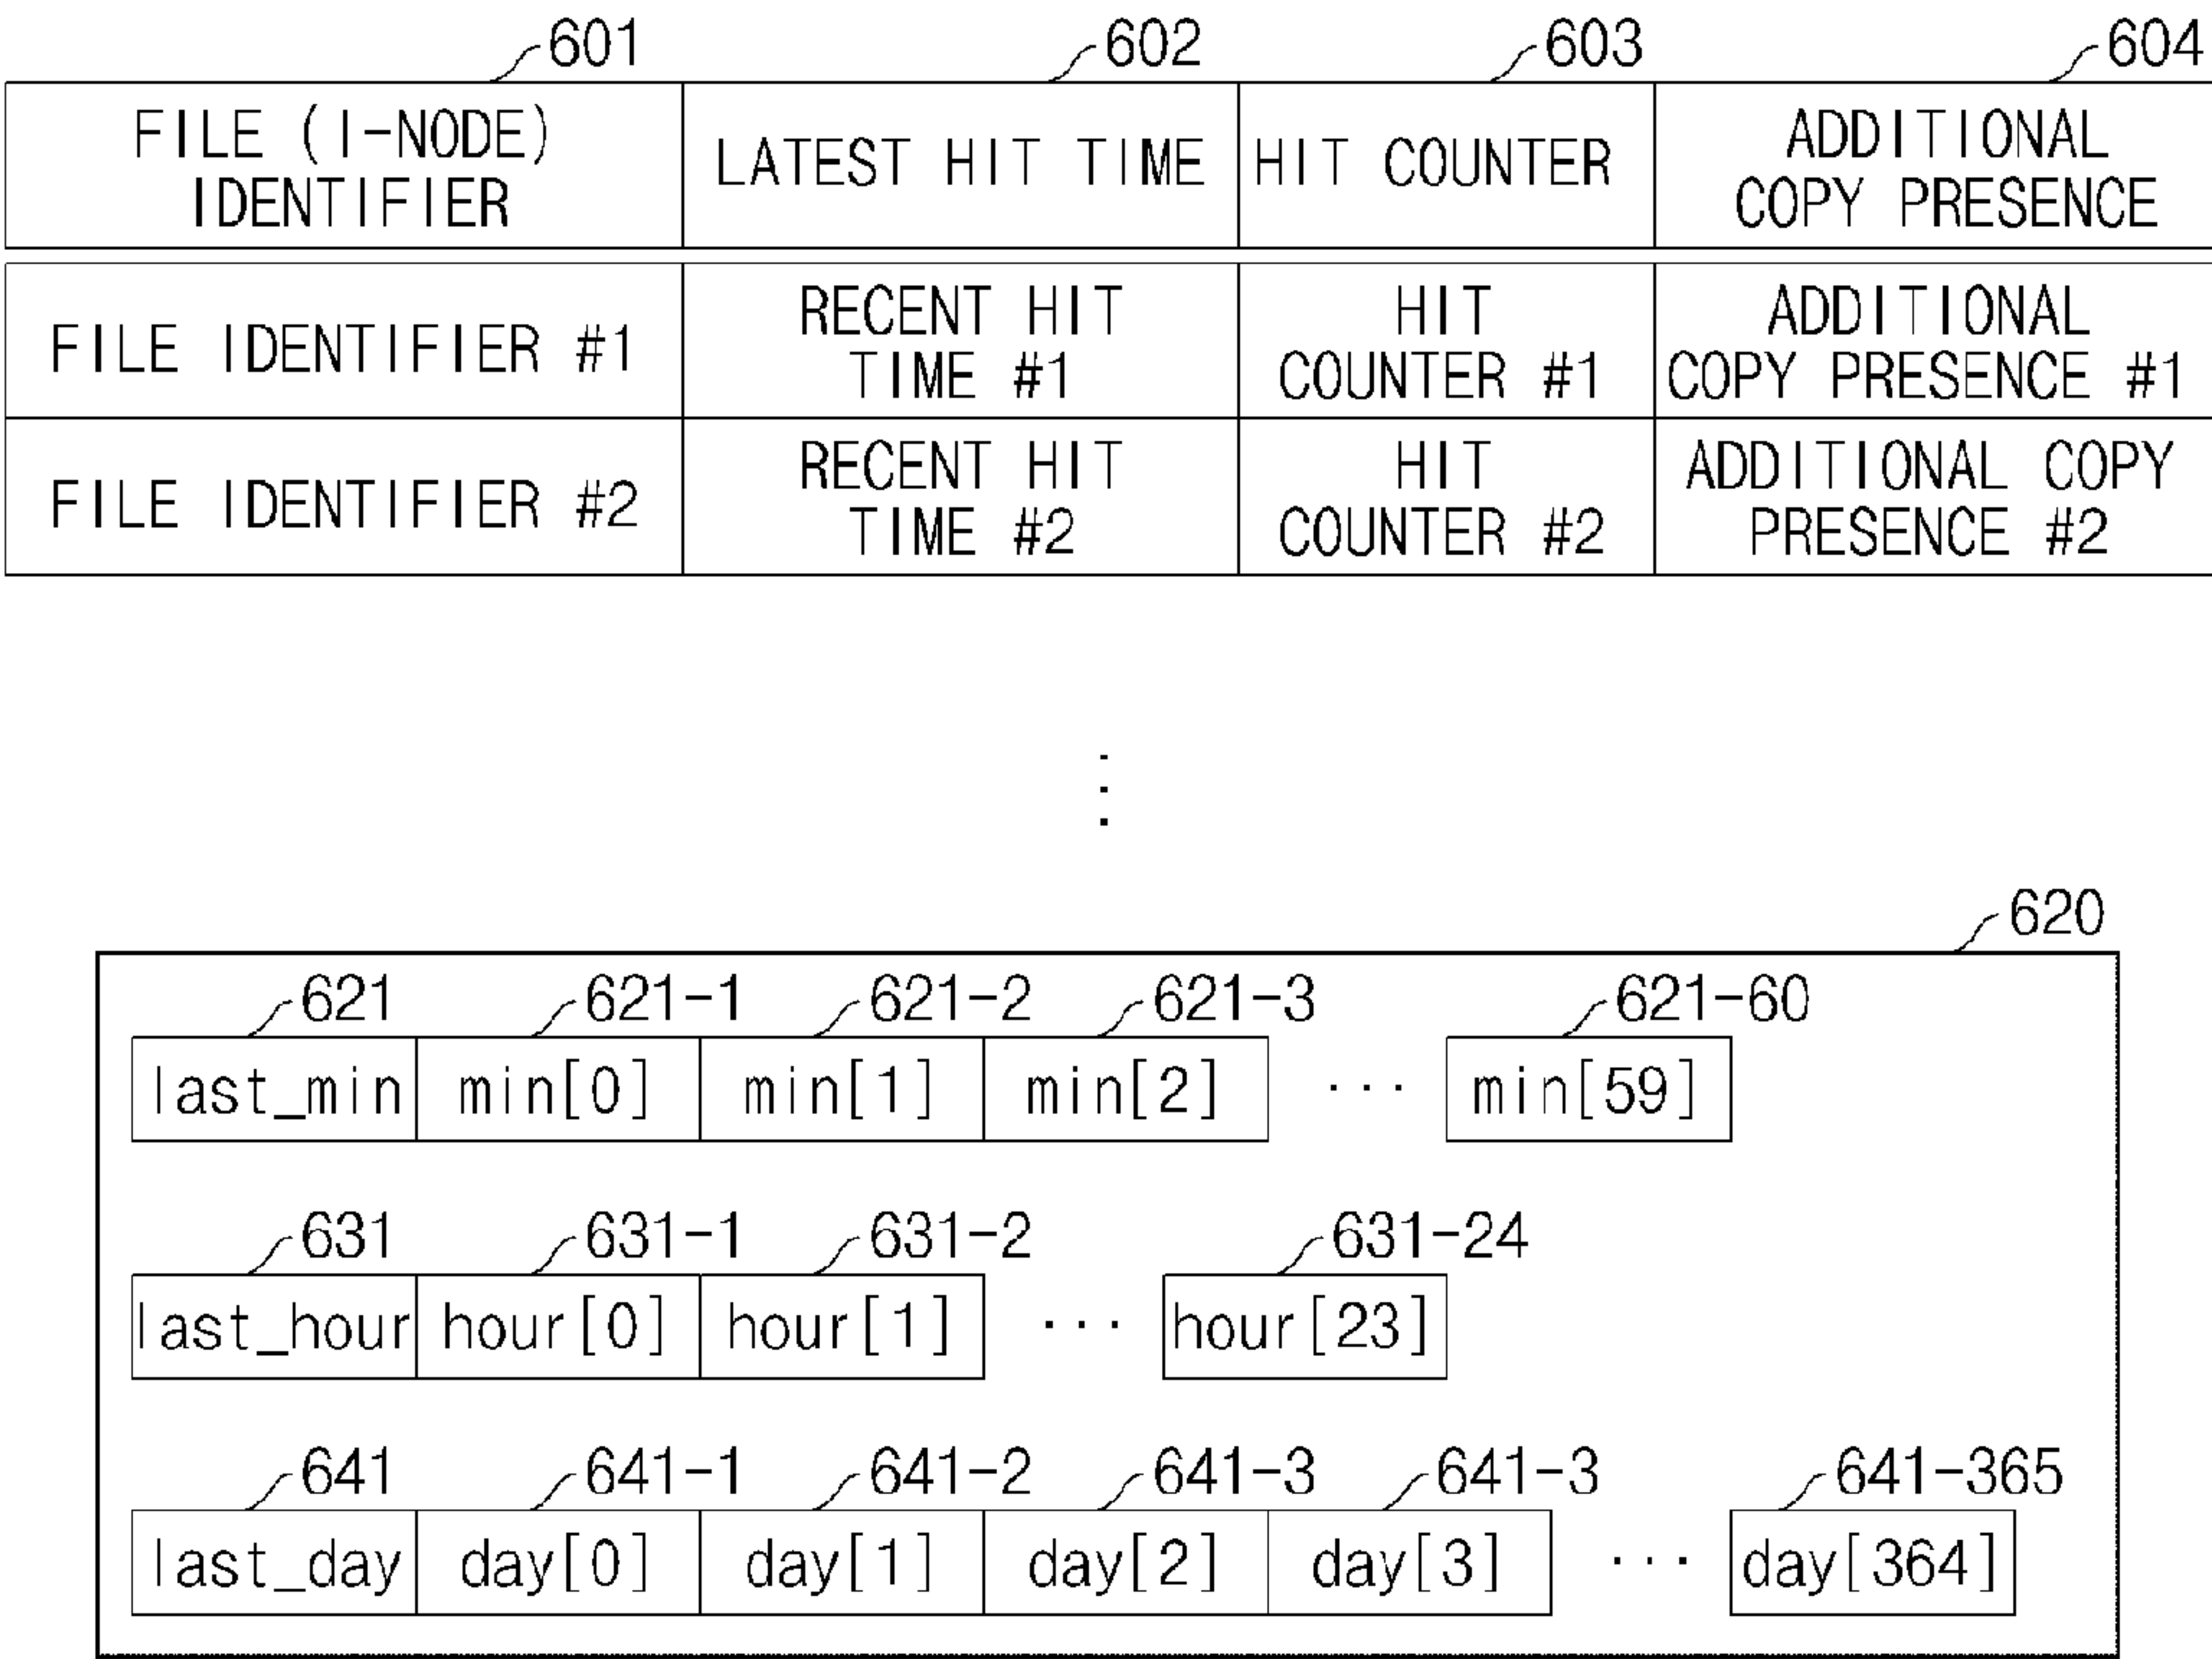 601 602 603 604
FILE (I-NODE) IDENTIFIER LATEST HIT TIME HIT COUNTER ADDITIONAL COPY PRESENCE
FILE IDENTIFIER #1 RECENT HIT TIME #1 HIT COUNTER #1 ADDITIONAL COPY PRESENCE #1
FILE IDENTIFIER #2 RECENT HIT TIME #2 HIT COUNTER #2 ADDITIONAL COPY PRESENCE #2
⋮
620
621 621-1 621-2 621-3 621-60
last_min min[0] min[1] min[2] ··· min[59]
631 631-1 631-2 631-24
last_hour hour[0] hour[1] ··· hour[23]
641 641-1 641-2 641-3 641-3 641-365
last_day day[0] day[1] day[2] day[3] ··· day[364]